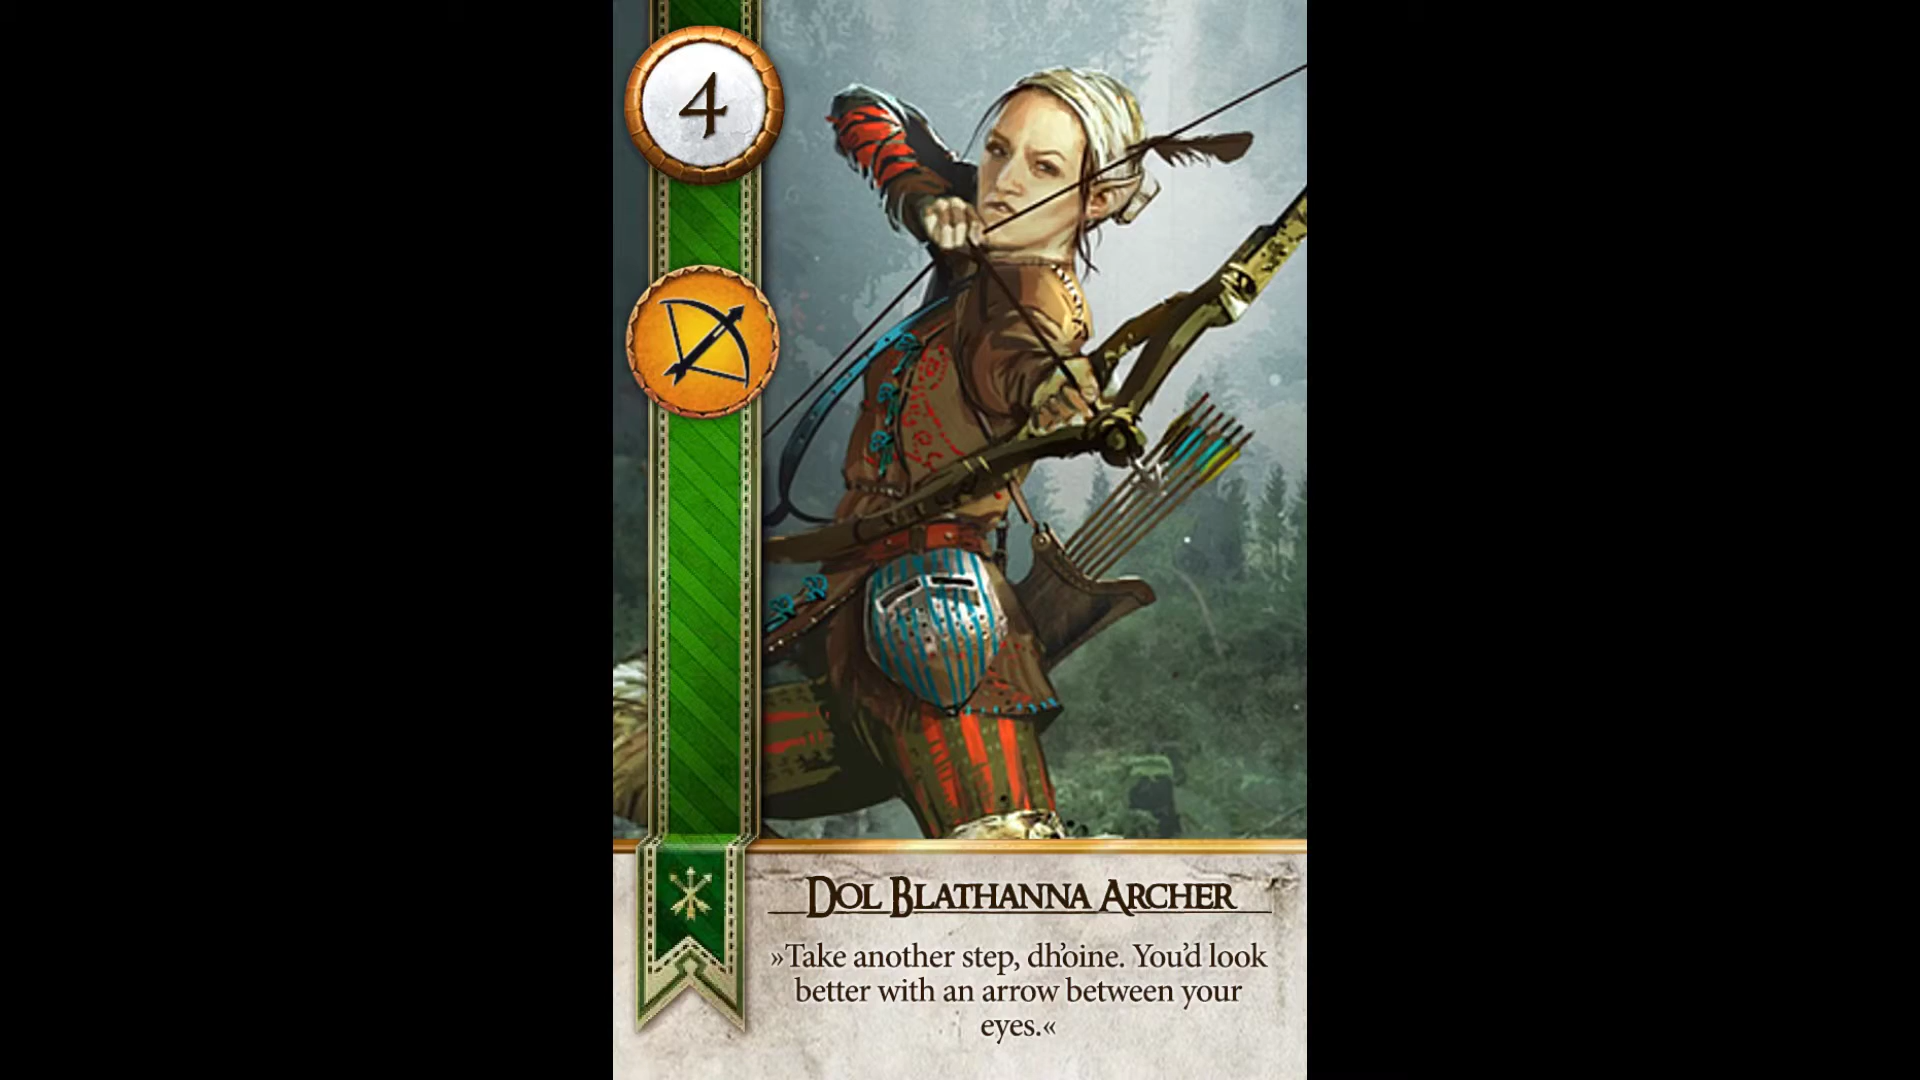 4
Dol Blathanna Archer
»Take another step, dh'oine. You'd look
better with an arrow between your
eyes.«